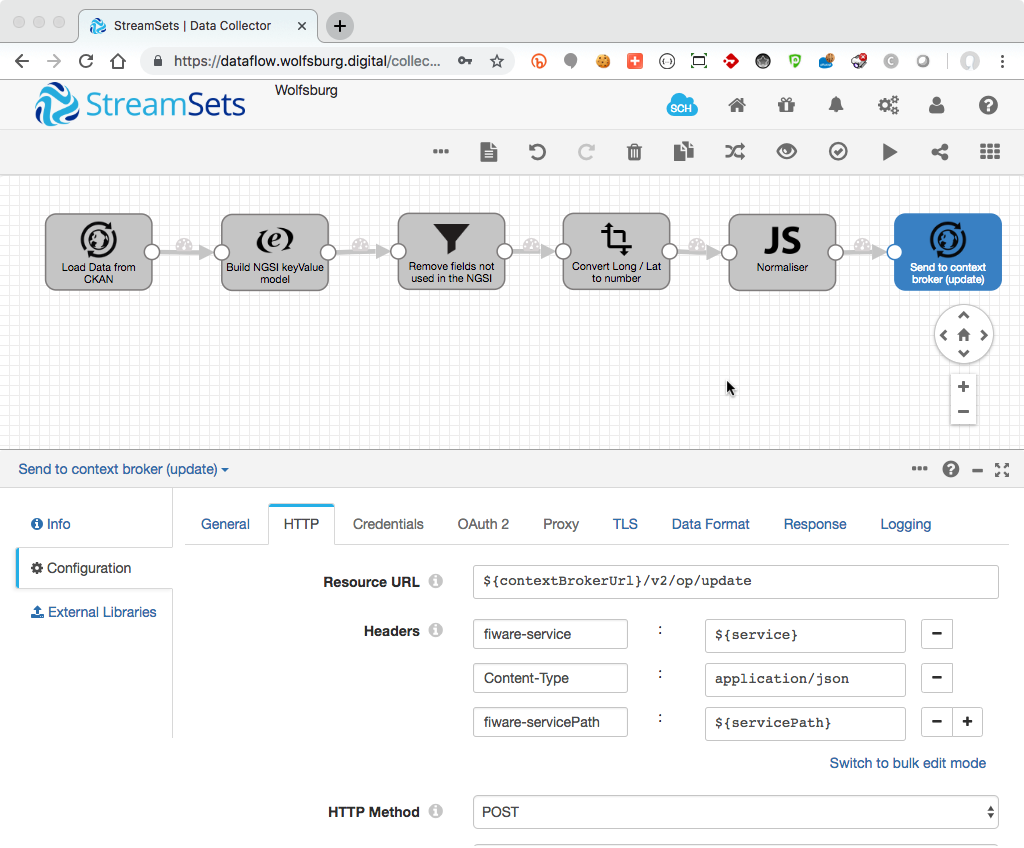 StreamSets | Data Collector
https://dataflow.wolfsburg.digital/collec...
StreamSets
Wolfsburg
SCH
Load Data from
CKAN
Build NGSI keyValue
model
Remove fields not
used in the NGSI
Convert Long / Lat
to number
JS
Normaliser
Send to context
broker (update)
Send to context broker (update)
Info
Configuration
External Libraries
General
HTTP
Credentials
OAuth 2
Proxy
TLS
Data Format
Response
Logging
Resource URL
${contextBrokerUrl}/v2/op/update
Headers
fiware-service : ${service}
Content-Type : application/json
fiware-servicePath : ${servicePath}
Switch to bulk edit mode
HTTP Method
POST